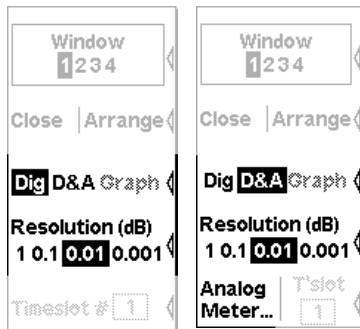 Window
1234
Close Arrange
Dig D&A Graph
Resolution (dB)
1 0.1 0.01 0.001
Timeslot # 1
Window
1234
Close Arrange
Dig D&A Graph
Resolution (dB)
1 0.1 0.01 0.001
Analog
Meter...
T'slot
1